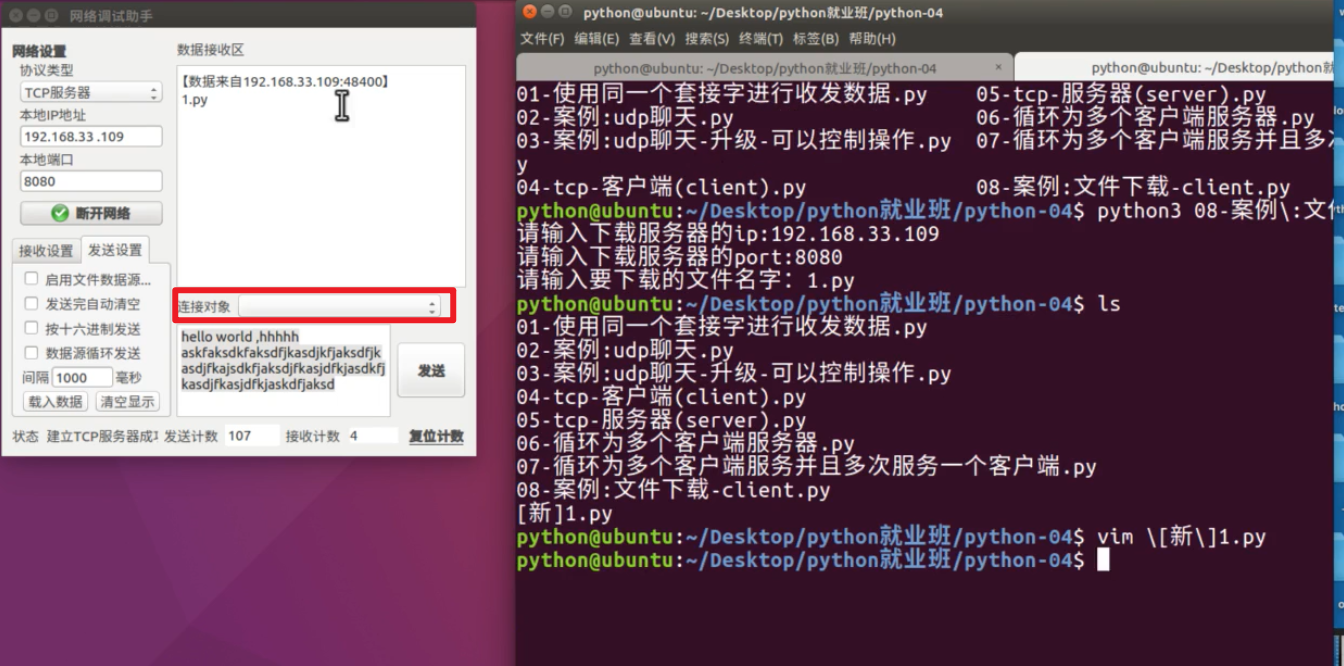 网络调试助手
网络设置
协议类型
TCP服务器
本地IP地址
192.168.33 .109
本地端口
8080
断开网络
接收设置 发送设置
启用文件数据源...
发送完自动清空
按十六进制发送
数据源循环发送
间隔 1000 毫秒
载入数据 清空显示
数据接收区
【数据来自192.168.33.109:48400】
1.py
连接对象
hello world ,hhhhh
askfaksdkfaksdfjkasdjkfjaksdfjk
asdjfkajsdkfjaksdjfkasjdfkjasdkfj
kasdjfkasjdfkjaskdfjaksd
发送
状态 建立TCP服务器成 发送计数 107 接收计数 4 复位计数
python@ubuntu: ~/Desktop/python就业班/python-04
文件(F) 编辑(E) 查看(V) 搜索(S) 终端(T) 标签(B) 帮助(H)
python@ubuntu: ~/Desktop/python就业班/python-04 × python@ubuntu: ~/Desktop/python就业班
01-使用同一个套接字进行收发数据.py 05-tcp-服务器(server).py
02-案例:udp聊天.py 06-循环为多个客户端服务器.py
03-案例:udp聊天-升级-可以控制操作.py 07-循环为多个客户端服务并且多
y
04-tcp-客户端(client).py 08-案例:文件下载-client.py
python@ubuntu:~/Desktop/python就业班/python-04$ python3 08-案例\:文
请输入下载服务器的ip:192.168.33.109
请输入下载服务器的port:8080
请输入要下载的文件名字：1.py
python@ubuntu:~/Desktop/python就业班/python-04$ ls
01-使用同一个套接字进行收发数据.py
02-案例:udp聊天.py
03-案例:udp聊天-升级-可以控制操作.py
04-tcp-客户端(client).py
05-tcp-服务器(server).py
06-循环为多个客户端服务器.py
07-循环为多个客户端服务并且多次服务一个客户端.py
08-案例:文件下载-client.py
[新]1.py
python@ubuntu:~/Desktop/python就业班/python-04$ vim \[新\]1.py
python@ubuntu:~/Desktop/python就业班/python-04$